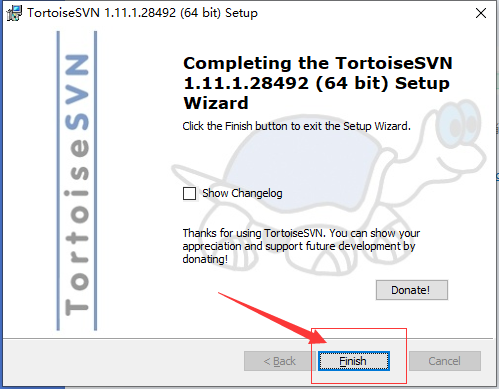 TortoiseSVN 1.11.1.28492 (64 bit) Setup
TortoiseSVN
Completing the TortoiseSVN
1.11.1.28492 (64 bit) Setup
Wizard
Click the Finish button to exit the Setup Wizard.
Show Changelog
Thanks for using TortoiseSVN. You can show your
appreciation and support future development by
donating!
Donate!
< Back
Finish
Cancel